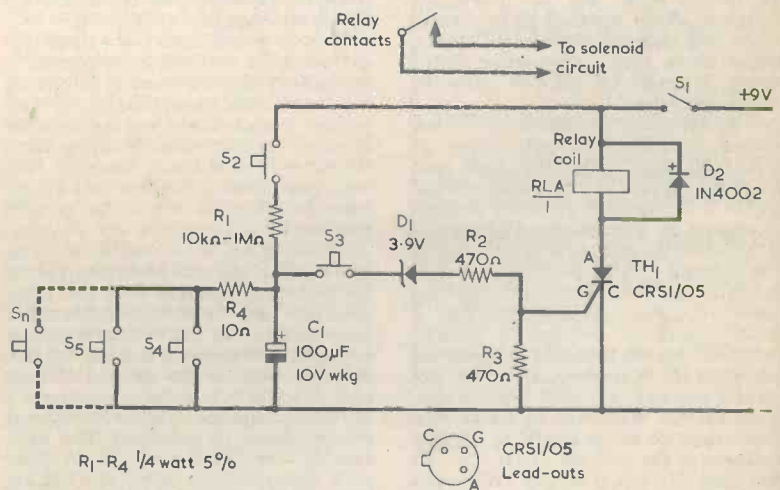 Relay
contacts
To solenoid
circuit
S1
+9V
S2
Relay
coil
RLA
1
D2
1N4002
R1
10kΩ-1MΩ
S3
D1
3·9V
R2
470Ω
A
TH1
G C
CRS1/05
Sn
S5
S4
R4
10Ω
+
C1
100µF
10V wkg
R3
470Ω
R1-R4 1/4 watt 5%
C
G
A
CRS1/05
Lead-outs